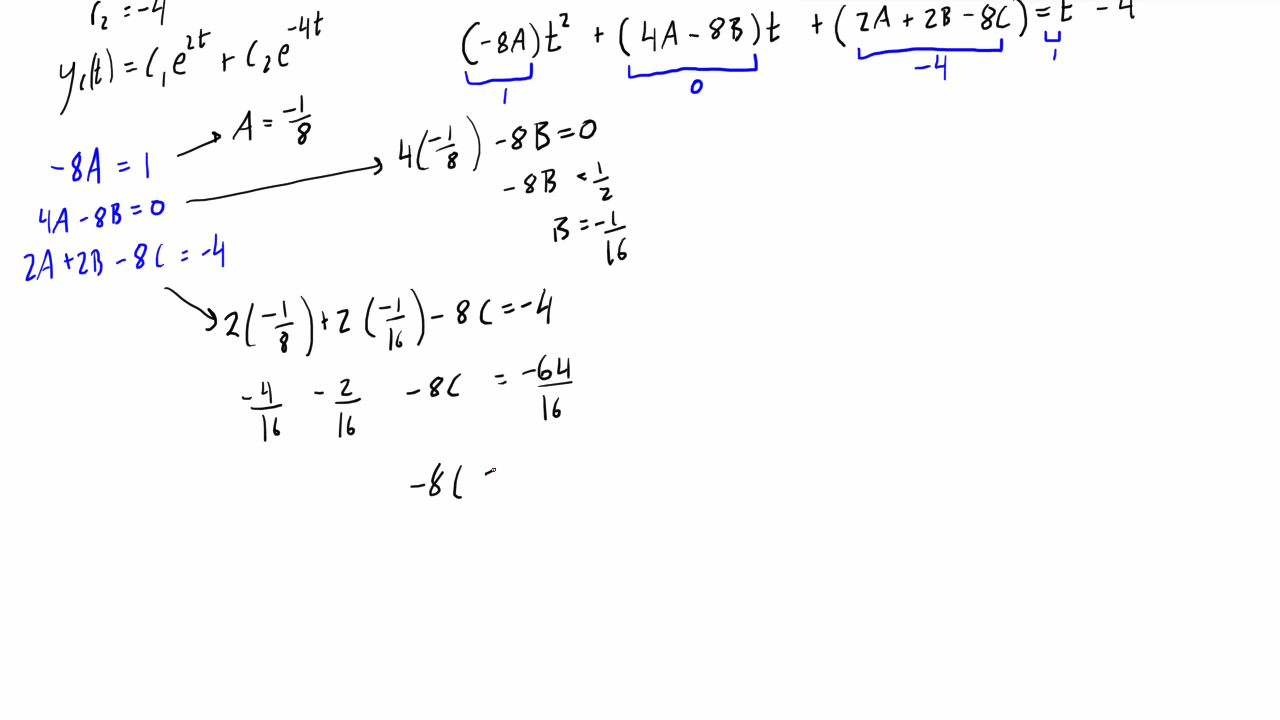 r₂ = -4
y_c(t) = C₁e^{2t} + C₂e^{-4t}
(-8A)t² + (4A - 8B)t + (2A + 2B - 8C) = t - 4
1 0 -4 1
-8A = 1
A = -1/8
4A - 8B = 0
4(-1/8) - 8B = 0
-8B = 1/2
B = -1/16
2A + 2B - 8C = -4
2(-1/8) + 2(-1/16) - 8C = -4
-4/16 - 2/16 - 8C = -64/16
-8C